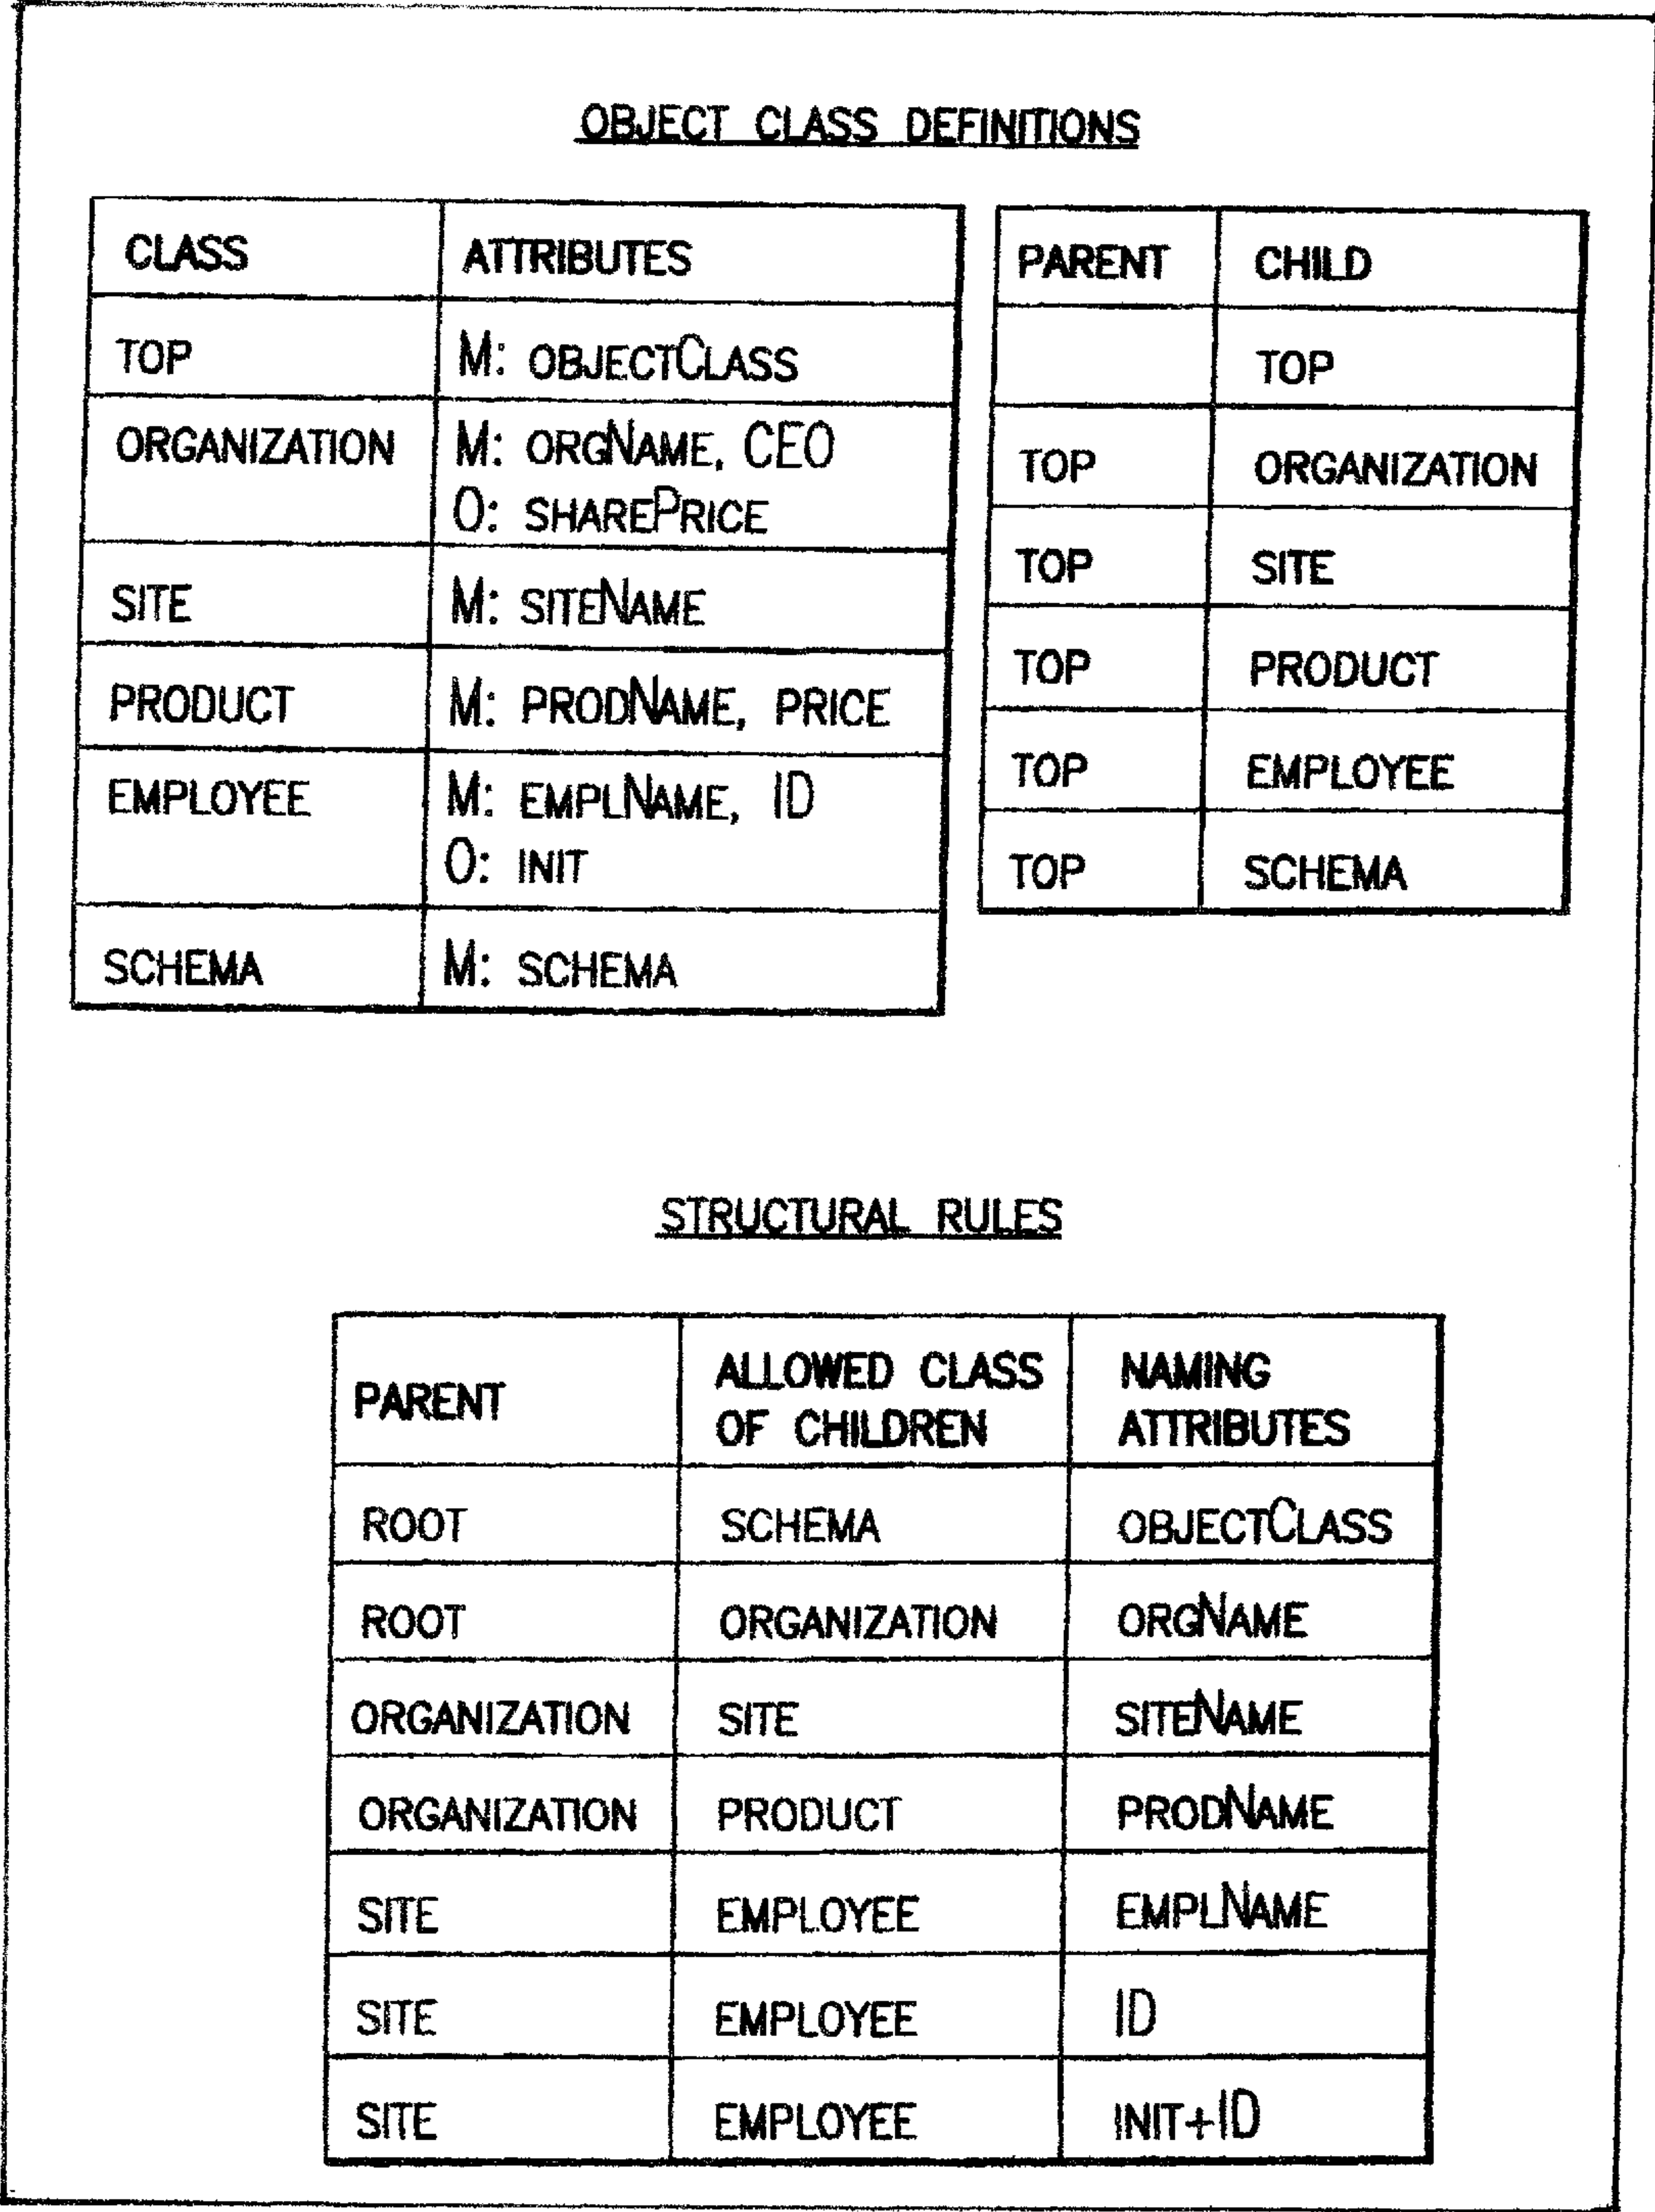 OBJECT CLASS DEFINITIONS
CLASS ATTRIBUTES
TOP M: OBJECTCLASS
ORGANIZATION M: ORGNAME, CEO
O: SHAREPRICE
SITE M: SITENAME
PRODUCT M: PRODNAME, PRICE
EMPLOYEE M: EMPLNAME, ID
O: INIT
SCHEMA M: SCHEMA
PARENT CHILD
TOP
TOP ORGANIZATION
TOP SITE
TOP PRODUCT
TOP EMPLOYEE
TOP SCHEMA
STRUCTURAL RULES
PARENT ALLOWED CLASS OF CHILDREN NAMING ATTRIBUTES
ROOT SCHEMA OBJECTCLASS
ROOT ORGANIZATION ORGNAME
ORGANIZATION SITE SITENAME
ORGANIZATION PRODUCT PRODNAME
SITE EMPLOYEE EMPLNAME
SITE EMPLOYEE ID
SITE EMPLOYEE INIT+ID